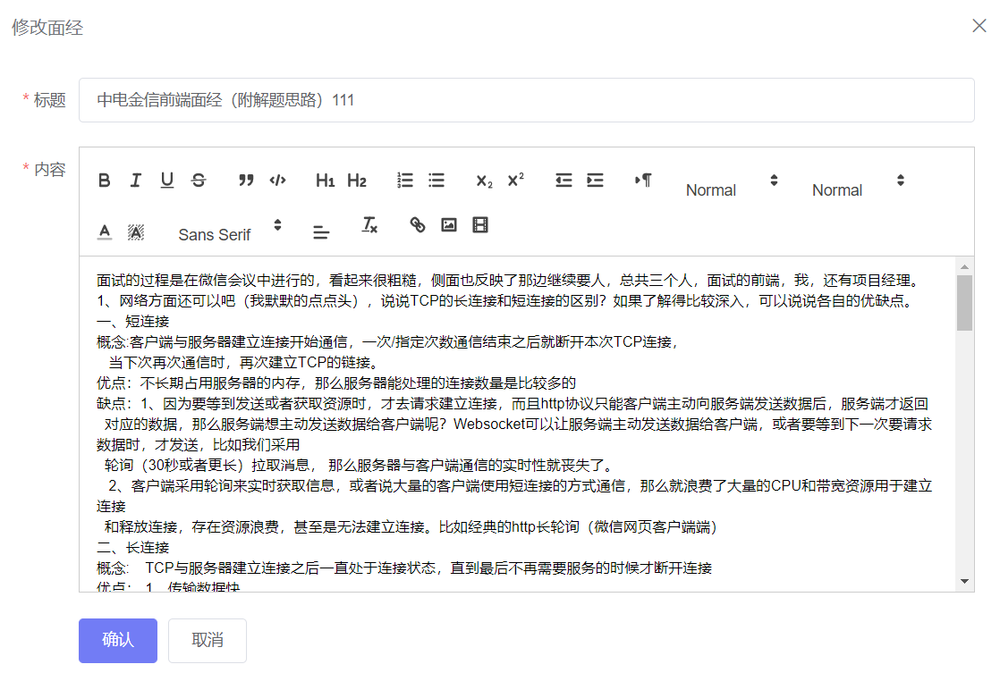 修改面经
* 标题
中电金信前端面经（附解题思路）111
* 内容
B I U S H1 H2 X2 X2 Normal Normal
A A Sans Serif Tx
面试的过程是在微信会议中进行的，看起来很粗糙，侧面也反映了那边继续要人，总共三个人，面试的前端，我，还有项目经理。
1、网络方面还可以吧（我默默的点点头），说说TCP的长连接和短连接的区别？如果了解得比较深入，可以说说各自的优缺点。
一、短连接
概念:客户端与服务器建立连接开始通信，一次/指定次数通信结束之后就断开本次TCP连接，
当下次再次通信时，再次建立TCP的链接。
优点：不长期占用服务器的内存，那么服务器能处理的连接数量是比较多的
缺点：1、因为要等到发送或者获取资源时，才去请求建立连接，而且http协议只能客户端主动向服务端发送数据后，服务端才返回
对应的数据，那么服务端想主动发送数据给客户端呢？Websocket可以让服务端主动发送数据给客户端，或者要等到下一次要请求
数据时，才发送，比如我们采用
轮询（30秒或者更长）拉取消息， 那么服务器与客户端通信的实时性就丧失了。
2、客户端采用轮询来实时获取信息，或者说大量的客户端使用短连接的方式通信，那么就浪费了大量的CPU和带宽资源用于建立
连接
和释放连接，存在资源浪费，甚至是无法建立连接。比如经典的http长轮询（微信网页客户端端）
二、长连接
概念: TCP与服务器建立连接之后一直处于连接状态，直到最后不再需要服务的时候才断开连接
优点： 1、传输数据快
确认
取消